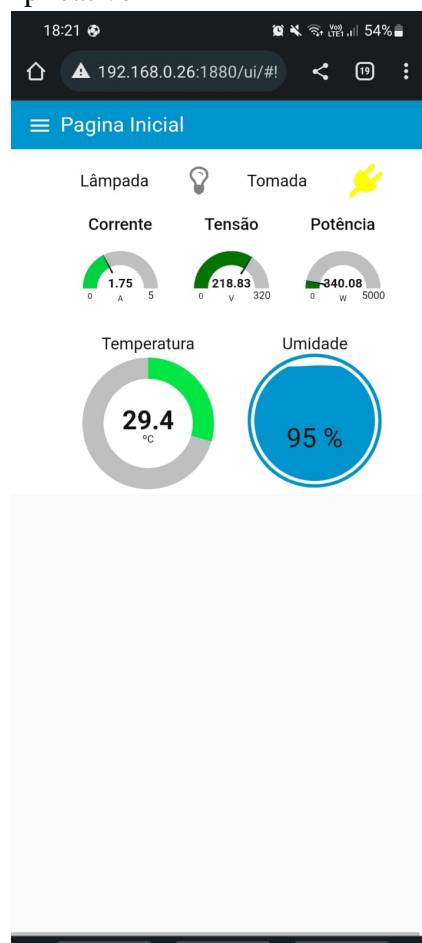 18:21 54%
192.168.0.26:1880/ui/#! 19
Pagina Inicial
Lâmpada Tomada
Corrente Tensão Potência
1.75 218.83 340.08
0 A 5 0 V 320 0 W 5000
Temperatura Umidade
29.4
ºC
95 %